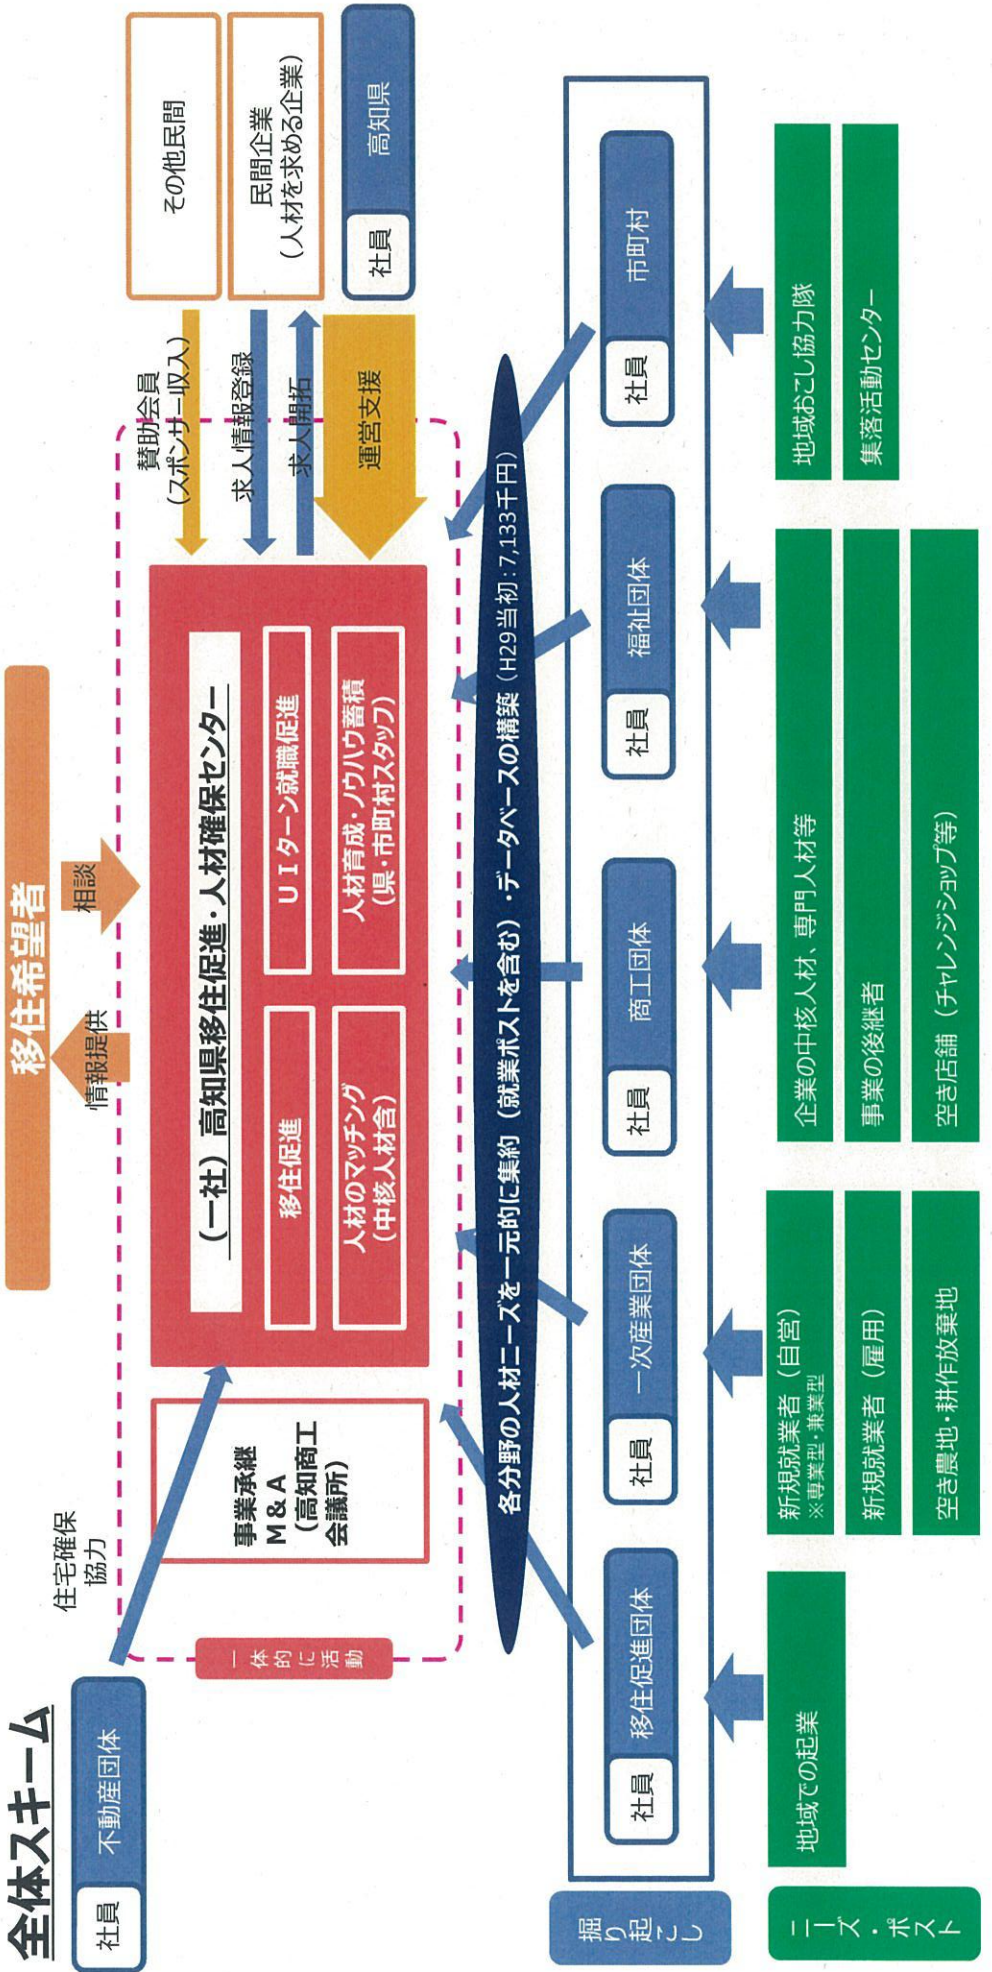 全体スキーム
移住希望者
情報提供
相談
社員
不動産団体
住宅確保
協力
事業承継
M&A
(高知商工
会議所)
一体的に活動
(一社)高知県移住促進・人材確保センター
移住促進
UIターン就職促進
人材のマッチング
(中核人材含)
人材育成・ノウハウ蓄積
(県・市町村スタッフ)
賛助会員
(スポンサー収入)
求人情報登録
求人開拓
運営支援
その他民間
民間企業
(人材を求める企業)
社員
高知県
各分野の人材ニーズを一元的に集約(就業ポストを含む)・データベースの構築(H29当初:7,133千円)
掘り起こし
社員
移住促進団体
社員
一次産業団体
社員
商工団体
社員
福祉団体
社員
市町村
ニーズ・ポスト
地域での起業
新規就業者(自営)
※専業型・兼業型
新規就業者(雇用)
空き農地・耕作放棄地
企業の中核人材、専門人材等
事業の後継者
空き店舗(チャレンジショップ等)
地域おこし協力隊
集落活動センター